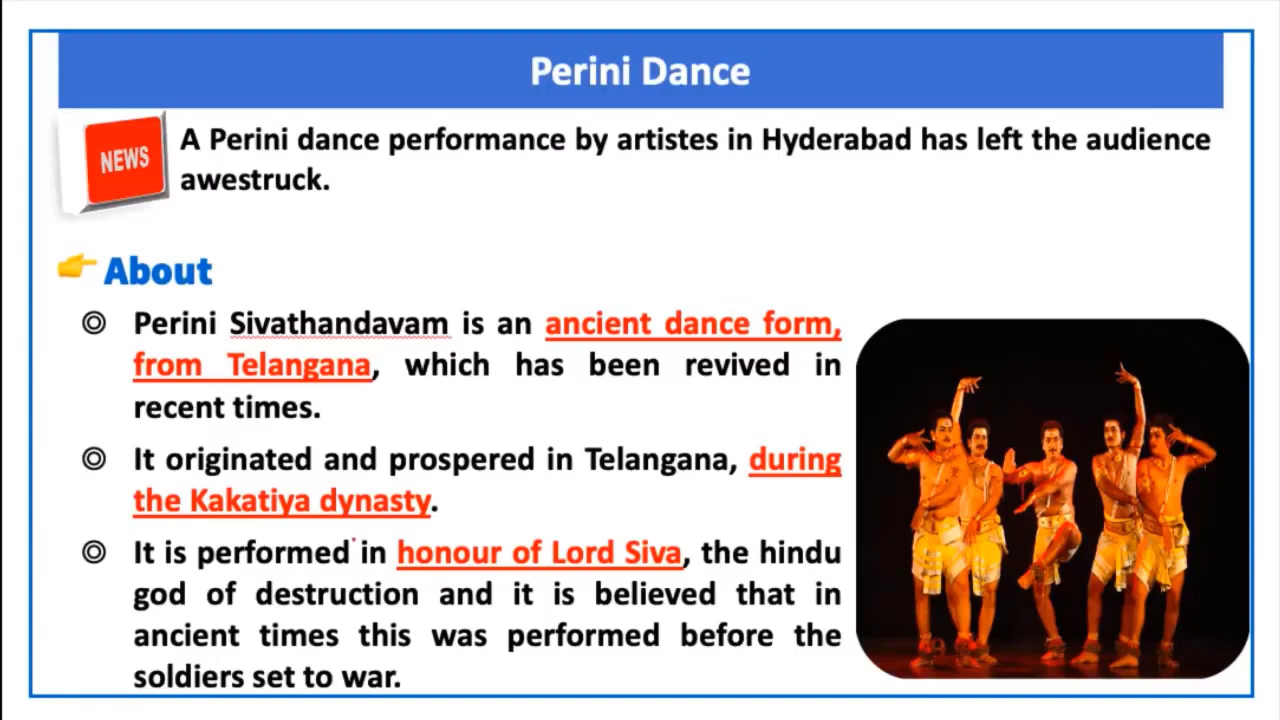 Perini Dance
NEWS
A Perini dance performance by artistes in Hyderabad has left the audience
awestruck.
About
Perini Sivathandavam is an ancient dance form,
from Telangana, which has been revived in
recent times.
It originated and prospered in Telangana, during
the Kakatiya dynasty.
It is performed in honour of Lord Siva, the hindu
god of destruction and it is believed that in
ancient times this was performed before the
soldiers set to war.